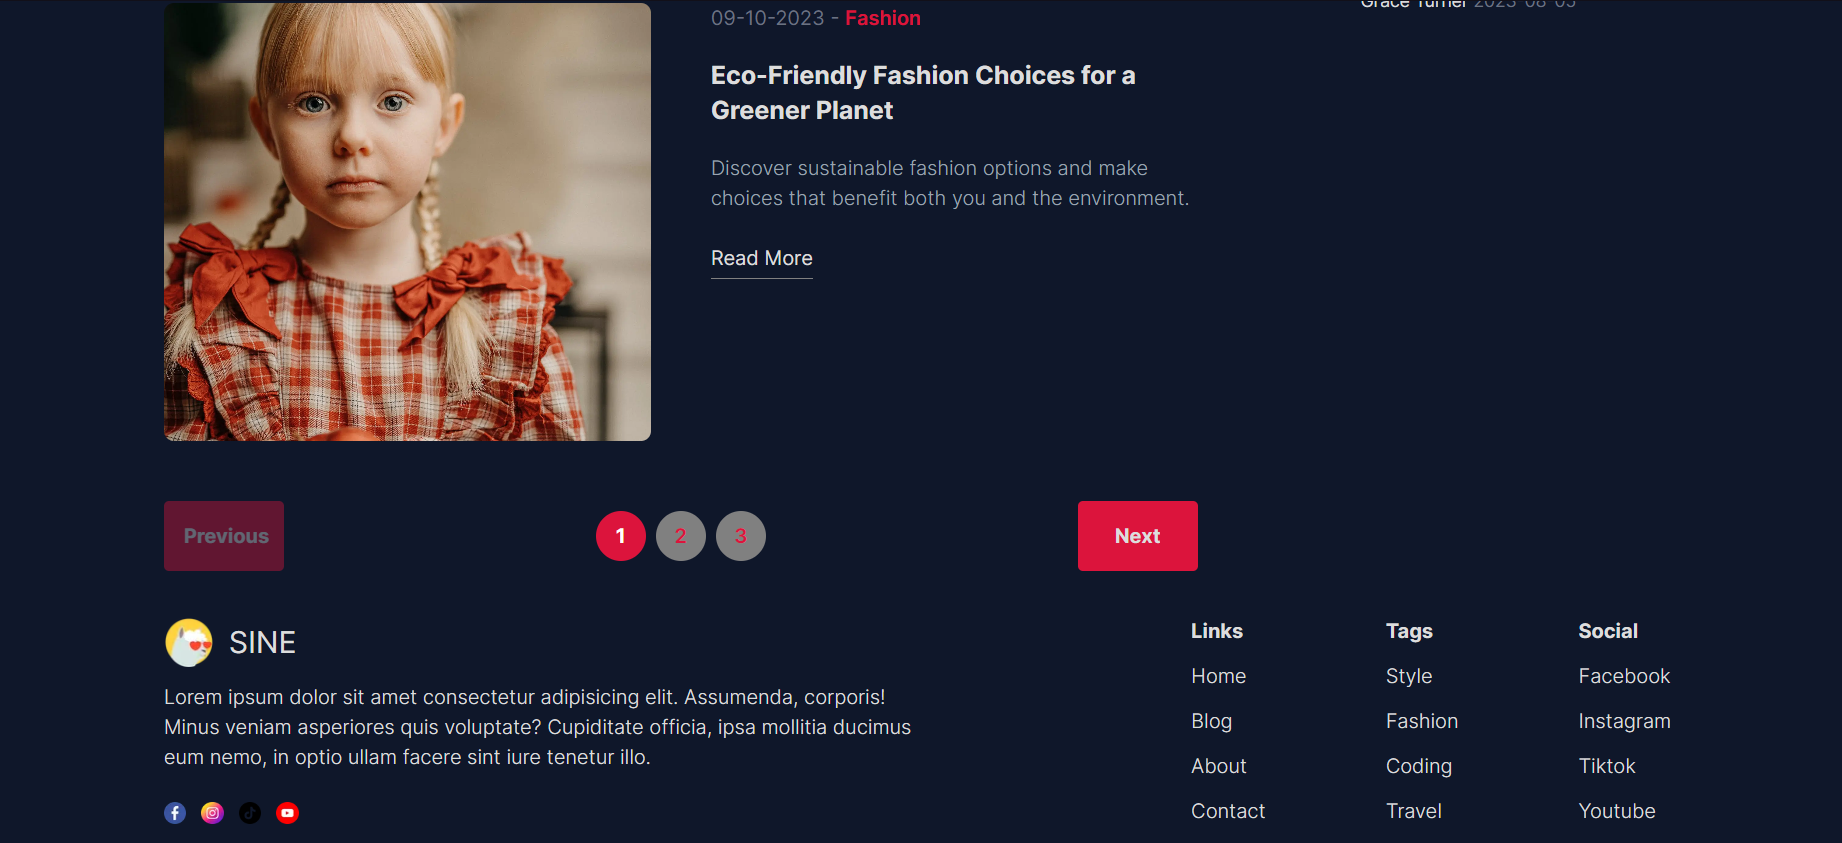 Grace Turner 2023-08-05
09-10-2023 - Fashion
Eco-Friendly Fashion Choices for a
Greener Planet
Discover sustainable fashion options and make
choices that benefit both you and the environment.
Read More
Previous
1
2
3
Next
SINE
Lorem ipsum dolor sit amet consectetur adipisicing elit. Assumenda, corporis!
Minus veniam asperiores quis voluptate? Cupiditate officia, ipsa mollitia ducimus
eum nemo, in optio ullam facere sint iure tenetur illo.
Links
Home
Blog
About
Contact
Tags
Style
Fashion
Coding
Travel
Social
Facebook
Instagram
Tiktok
Youtube